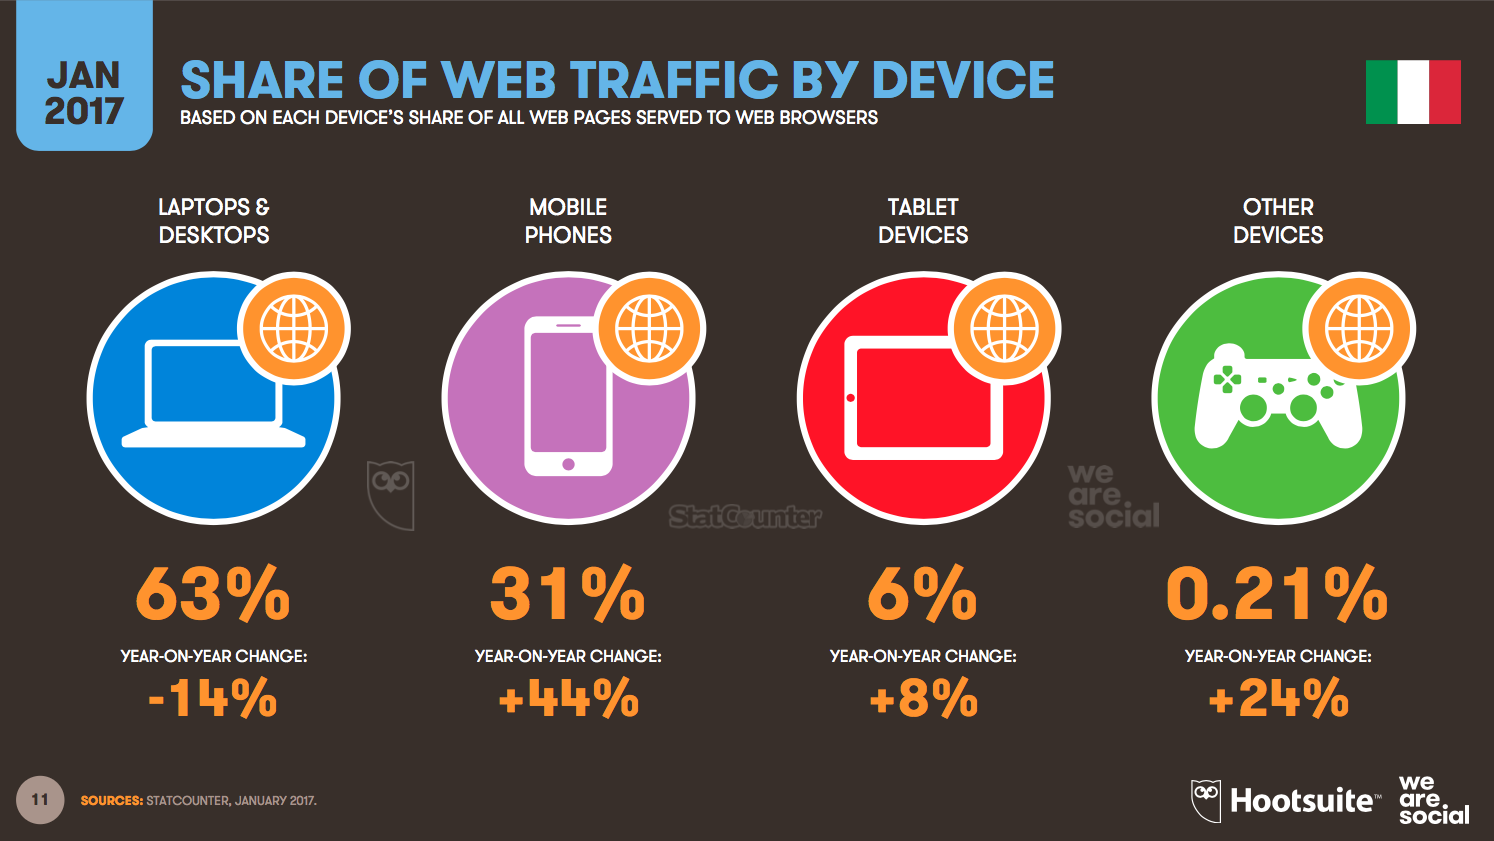 JAN
2017
SHARE OF WEB TRAFFIC BY DEVICE
BASED ON EACH DEVICE'S SHARE OF ALL WEB PAGES SERVED TO WEB BROWSERS
LAPTOPS &
DESKTOPS
MOBILE
PHONES
TABLET
DEVICES
OTHER
DEVICES
StatCounter
we
are
social
63%
31%
6%
0.21%
YEAR-ON-YEAR CHANGE:
YEAR-ON-YEAR CHANGE:
YEAR-ON-YEAR CHANGE:
YEAR-ON-YEAR CHANGE:
-14%
+44%
+8%
+24%
11
SOURCES: STATCOUNTER, JANUARY 2017.
Hootsuite™
we
are
social